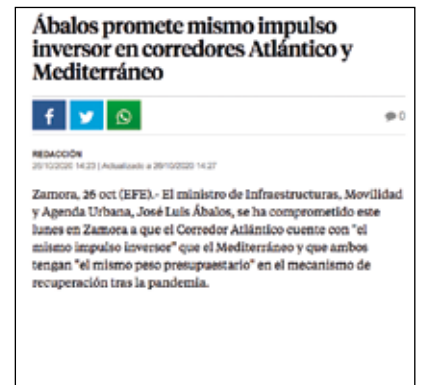 Ábalos promete mismo impulso
inversor en corredores Atlántico y
Mediterráneo
0
REDACCIÓN
26/10/2020 14:23 | Actualizado a 26/10/2020 14:27
Zamora, 26 oct (EFE).- El ministro de Infraestructuras, Movilidad
y Agenda Urbana, José Luis Ábalos, se ha comprometido este
lunes en Zamora a que el Corredor Atlántico cuente con "el
mismo impulso inversor" que el Mediterráneo y que ambos
tengan "el mismo peso presupuestario" en el mecanismo de
recuperación tras la pandemia.